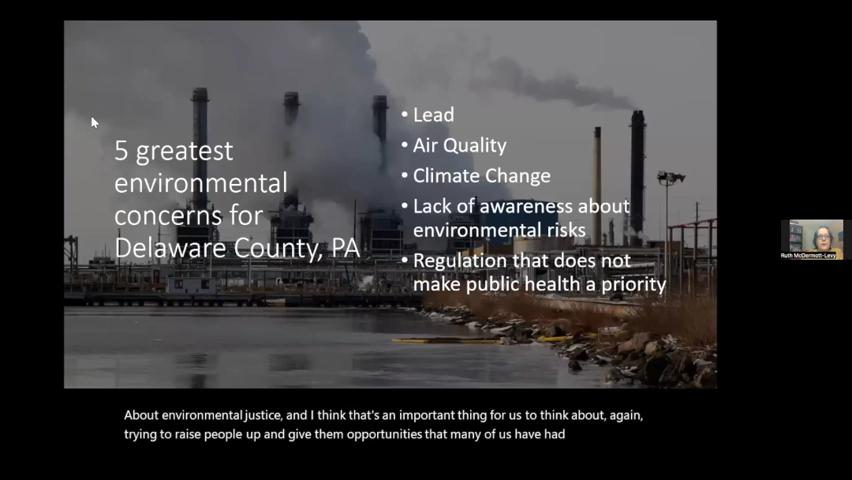 5 greatest
environmental
concerns for
Delaware County, PA
• Lead
• Air Quality
• Climate Change
• Lack of awareness about
environmental risks
• Regulation that does not
make public health a priority
Ruth McDermott-Levy
About environmental justice, and I think that's an important thing for us to think about, again,
trying to raise people up and give them opportunities that many of us have had